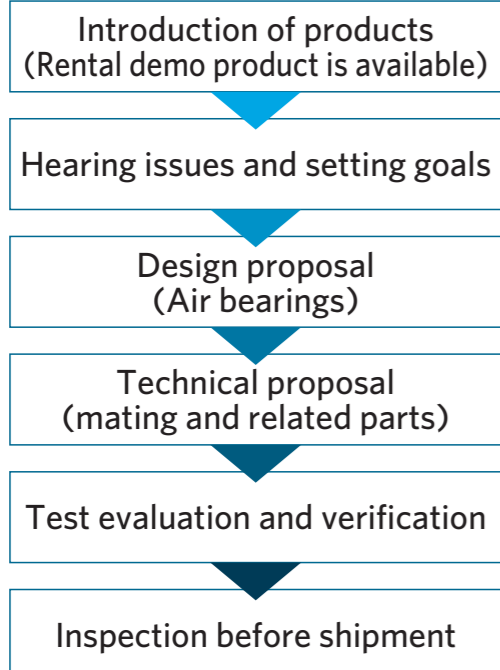 Introduction of products
(Rental demo product is available)
Hearing issues and setting goals
Design proposal
(Air bearings)
Technical proposal
(mating and related parts)
Test evaluation and verification
Inspection before shipment